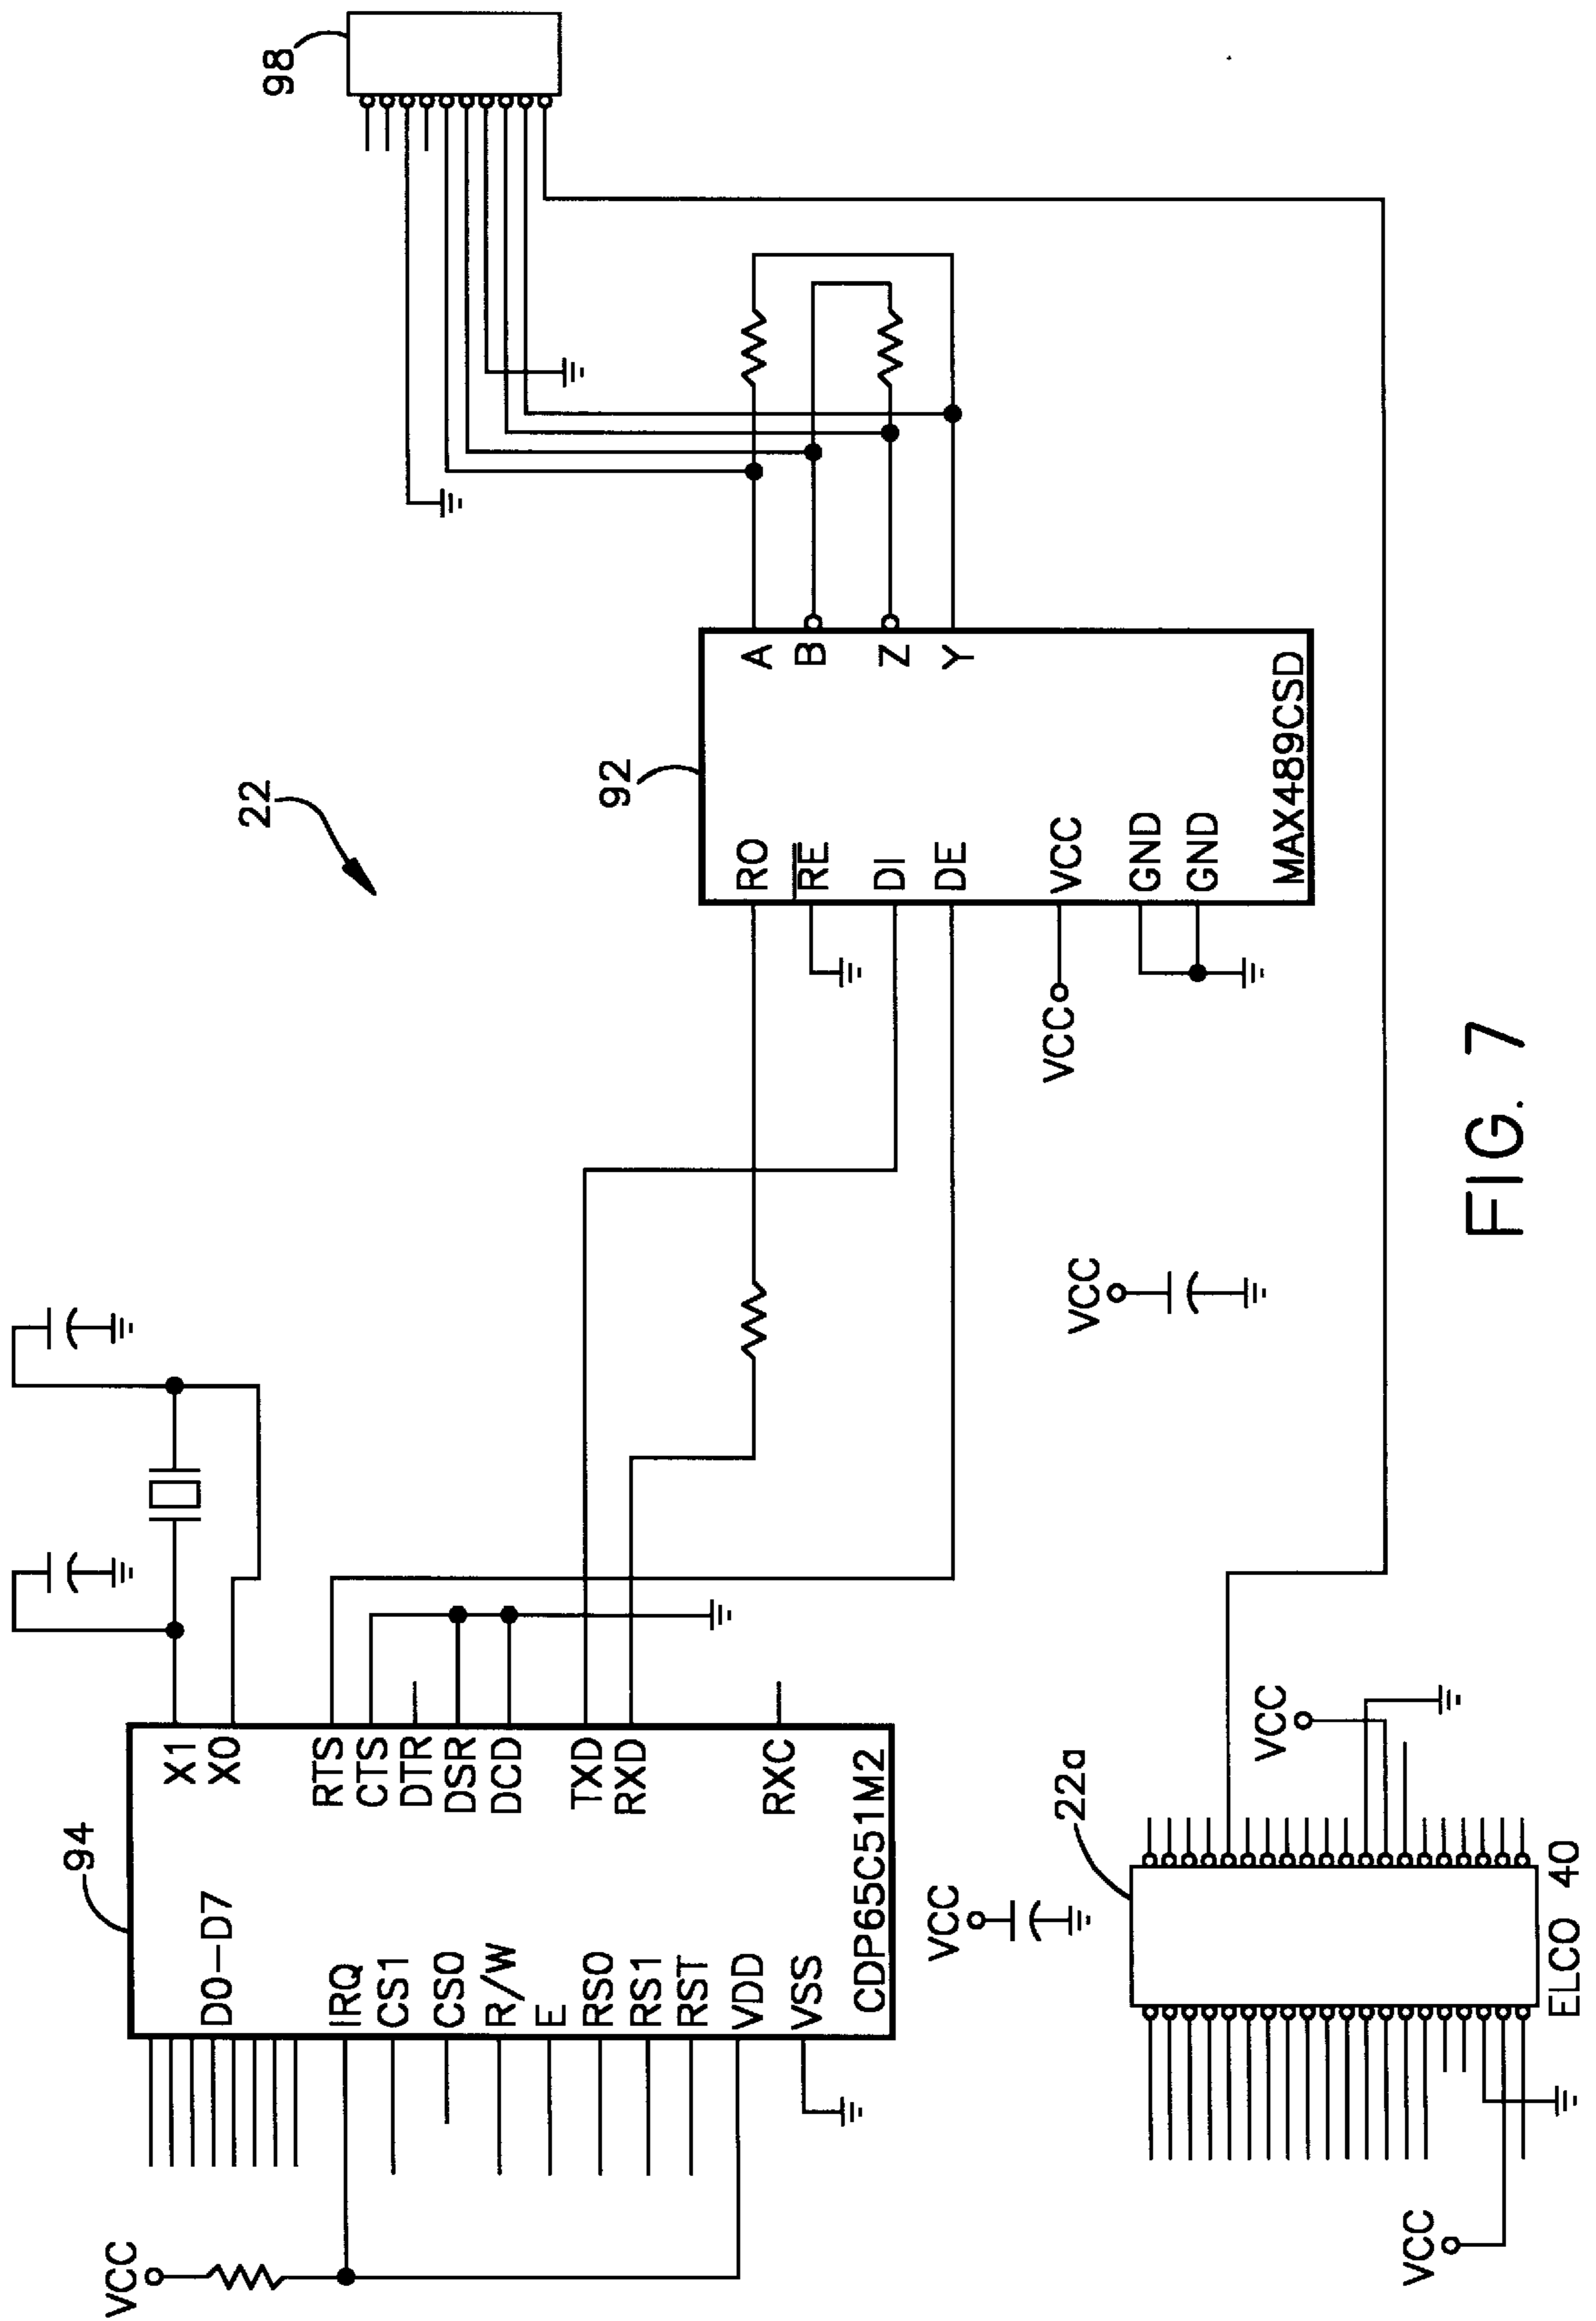 98
22
94
X1
X0
D0-D7
RTS
CTS
DTR
DSR
DCD
TXD
RXD
RXC
IRQ
CS1
CS0
R/W
E
RS0
RS1
RST
VDD
VSS
CDP65C51M2
VCC
92
RO
RE
DI
DE
VCC
GND
GND
A
B
Z
Y
MAX489CSD
VCC
VCC
VCC
22a
VCC
VCC
ELCO 40
FIG. 7